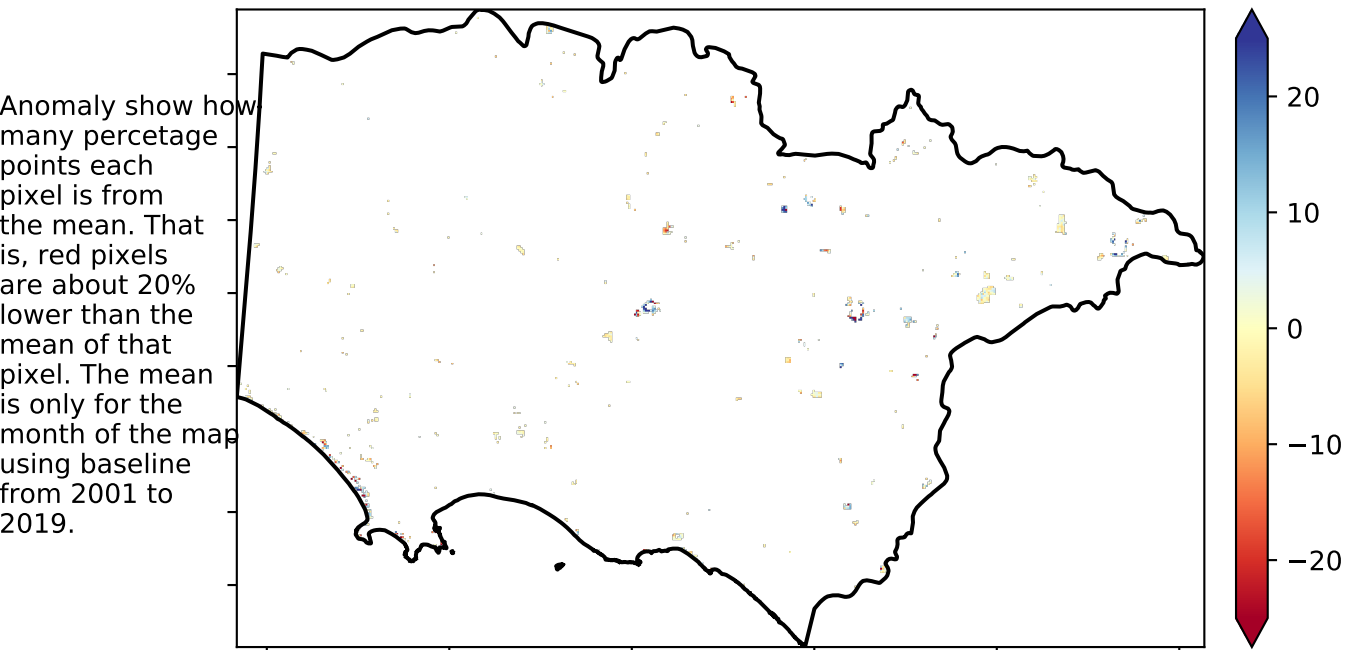 Anomaly show how
many percetage
points each
pixel is from
the mean. That
is, red pixels
are about 20%
lower than the
mean of that
pixel. The mean
is only for the
month of the map
using baseline
from 2001 to
2019.
20
10
0
−10
−20